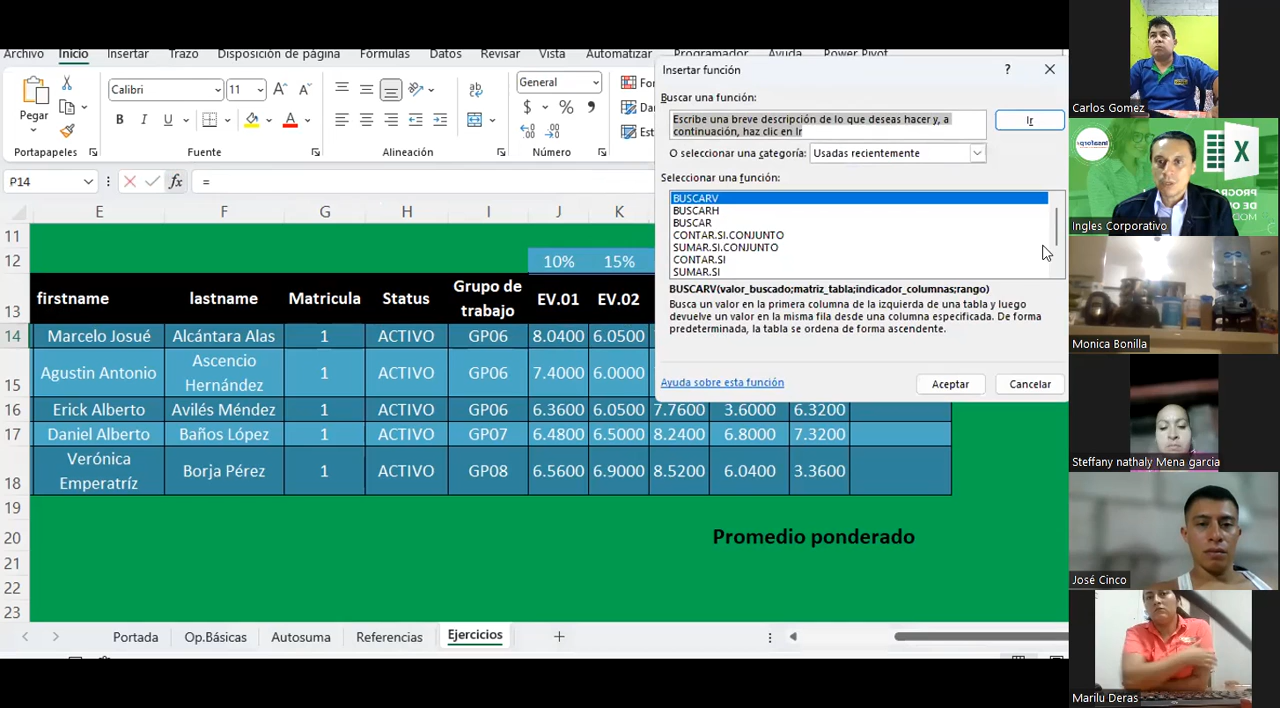 Archivo Inicio Insertar Trazo Disposición de página Fórmulas Datos Revisar Vista Automatizar Programador Ayuda Power Pivot
Calibri 11
General
Pegar
N K S
Portapapeles Fuente Alineación Número
P14 fx =
Insertar función
Buscar una función:
Escribe una breve descripción de lo que deseas hacer y, a
continuación, haz clic en Ir
Ir
O seleccionar una categoría: Usadas recientemente
Seleccionar una función:
BUSCARV
BUSCARH
BUSCAR
CONTAR.SI.CONJUNTO
SUMAR.SI.CONJUNTO
CONTAR.SI
SUMAR.SI
BUSCARV(valor_buscado;matriz_tabla;indicador_columnas;rango)
Busca un valor en la primera columna de la izquierda de una tabla y luego
devuelve un valor en la misma fila desde una columna especificada. De forma
predeterminada, la tabla se ordena de forma ascendente.
Ayuda sobre esta función
Aceptar Cancelar
E F G H I J K
11
12 10% 15%
13 firstname lastname Matricula Status Grupo de trabajo EV.01 EV.02
14 Marcelo Josué Alcántara Alas 1 ACTIVO GP06 8.0400 6.0500
15 Agustin Antonio Ascencio Hernández 1 ACTIVO GP06 7.4000 6.0000
16 Erick Alberto Avilés Méndez 1 ACTIVO GP06 6.3600 6.0500 7.7600 3.6000 6.3200
17 Daniel Alberto Baños López 1 ACTIVO GP07 6.4800 6.5000 8.2400 6.8000 7.3200
18 Verónica Emperatríz Borja Pérez 1 ACTIVO GP08 6.5600 6.9000 8.5200 6.0400 3.3600
19
20 Promedio ponderado
21
22
23
Portada Op.Básicas Autosuma Referencias Ejercicios
Carlos Gomez
Ingles Corporativo
Monica Bonilla
Steffany nathaly Mena garcia
José Cinco
Marilu Deras